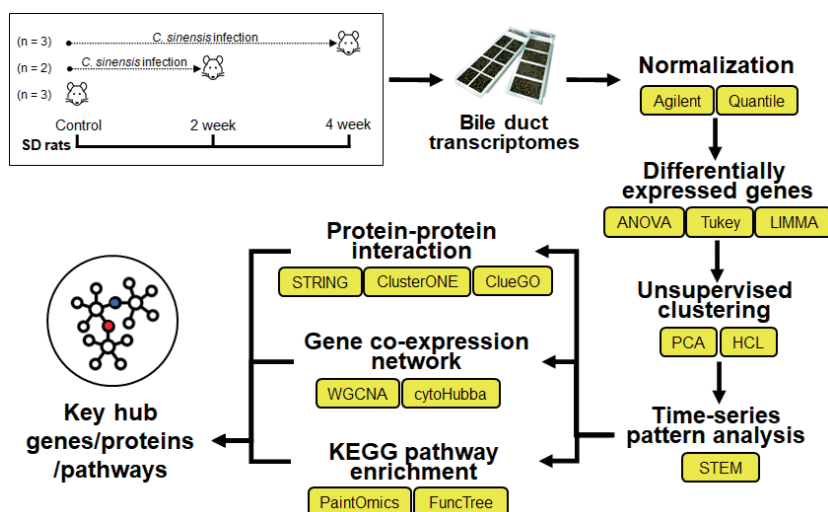 (n = 3) C. sinensis infection
(n = 2) C. sinensis infection
(n = 3)
Control 2 week 4 week
SD rats
Bile duct
transcriptomes
Normalization
Agilent Quantile
Differentially
expressed genes
ANOVA Tukey LIMMA
Unsupervised
clustering
PCA HCL
Time-series
pattern analysis
STEM
Protein-protein
interaction
STRING ClusterONE ClueGO
Gene co-expression
network
WGCNA cytoHubba
KEGG pathway
enrichment
PaintOmics FuncTree
Key hub
genes/proteins
/pathways